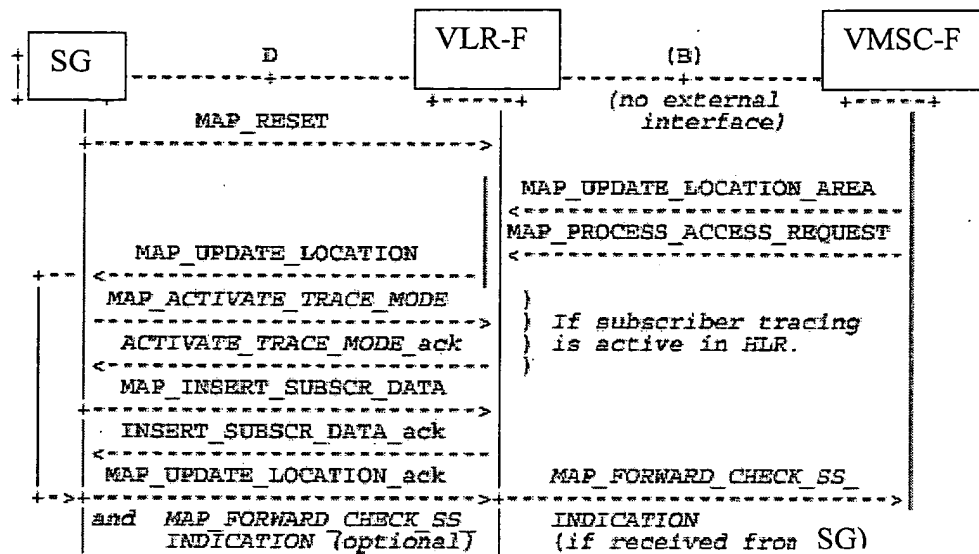 SG
D
VLR-F
(B)
VMSC-F
(no external
interface)
MAP_RESET
MAP_UPDATE_LOCATION_AREA
MAP_PROCESS_ACCESS_REQUEST
MAP_UPDATE_LOCATION
MAP_ACTIVATE_TRACE_MODE
) If subscriber tracing
) is active in HLR.
ACTIVATE_TRACE_MODE_ack
MAP_INSERT_SUBSCR_DATA
INSERT_SUBSCR_DATA_ack
MAP_UPDATE_LOCATION_ack
MAP_FORWARD_CHECK_SS_
and MAP_FORWARD_CHECK_SS_
INDICATION (optional)
INDICATION
(if received from SG)